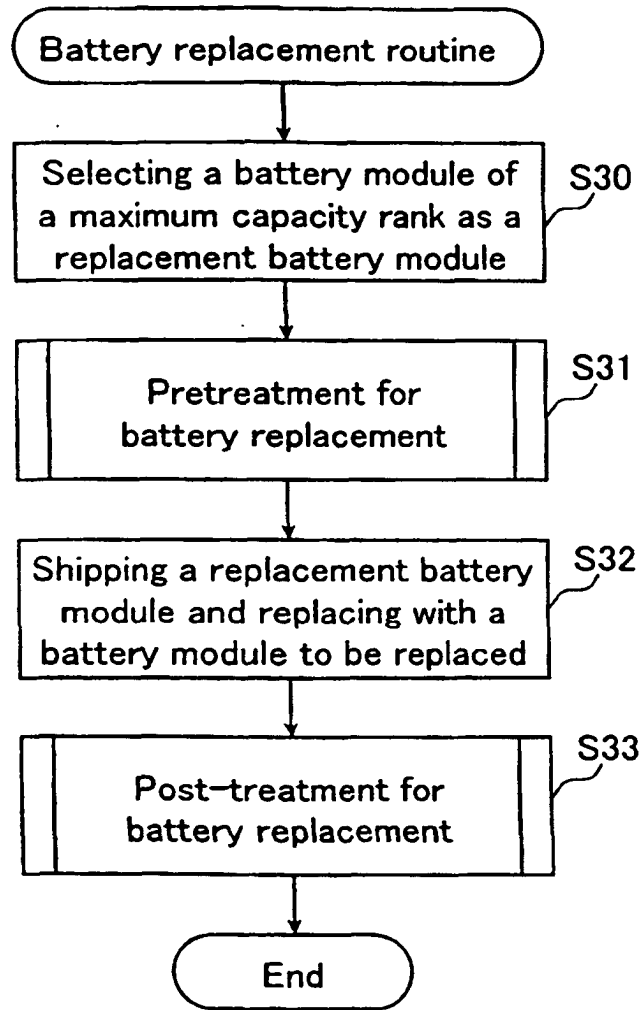 Battery replacement routine
Selecting a battery module of
a maximum capacity rank as a
replacement battery module
S30
Pretreatment for
battery replacement
S31
Shipping a replacement battery
module and replacing with a
battery module to be replaced
S32
Post-treatment for
battery replacement
S33
End